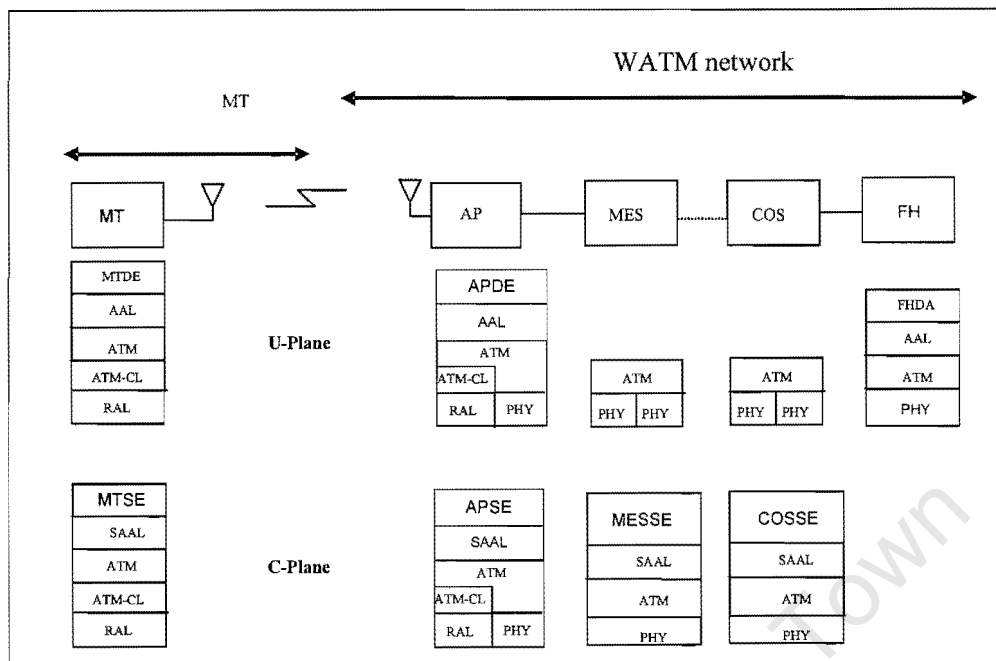 WATM network
MT
MT
AP
MES
COS
FH
MTDE
AAL
ATM
ATM-CL
RAL
U-Plane
APDE
AAL
ATM
ATM-CL
RAL
PHY
ATM
PHY
PHY
ATM
PHY
PHY
FHDA
AAL
ATM
PHY
MTSE
SAAL
ATM
ATM-CL
RAL
C-Plane
APSE
SAAL
ATM
ATM-CL
RAL
PHY
MESSE
SAAL
ATM
PHY
COSSE
SAAL
ATM
PHY
Town